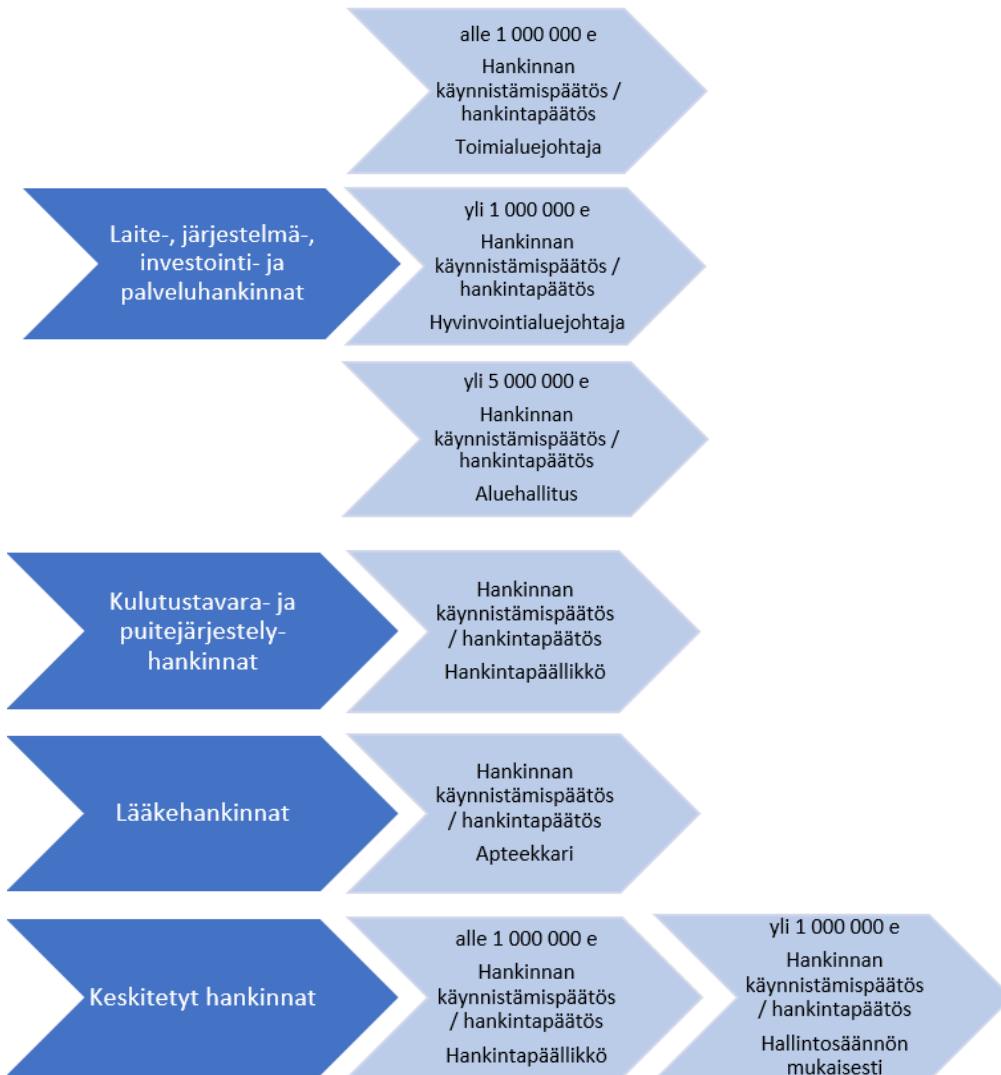 alle 1 000 000 e
Hankinnan
käynnistämispäätös /
hankintapäätös
Toimialuejohtaja
Laite-, järjestelmä-,
investointi- ja
palveluhankinnat
yli 1 000 000 e
Hankinnan
käynnistämispäätös /
hankintapäätös
Hyvinvointialuejohtaja
yli 5 000 000 e
Hankinnan
käynnistämispäätös /
hankintapäätös
Aluehallitus
Kulutustavara- ja
puitejärjestely-
hankinnat
Hankinnan
käynnistämispäätös
/ hankintapäätös
Hankintapäällikkö
Lääkehankinnat
Hankinnan
käynnistämispäätös
/ hankintapäätös
Apteekkari
Keskitetyt hankinnat
alle 1 000 000 e
Hankinnan
käynnistämispäätös
/ hankintapäätös
Hankintapäällikkö
yli 1 000 000 e
Hankinnan
käynnistämispäätös
/ hankintapäätös
Hallintosäännön
mukaisesti